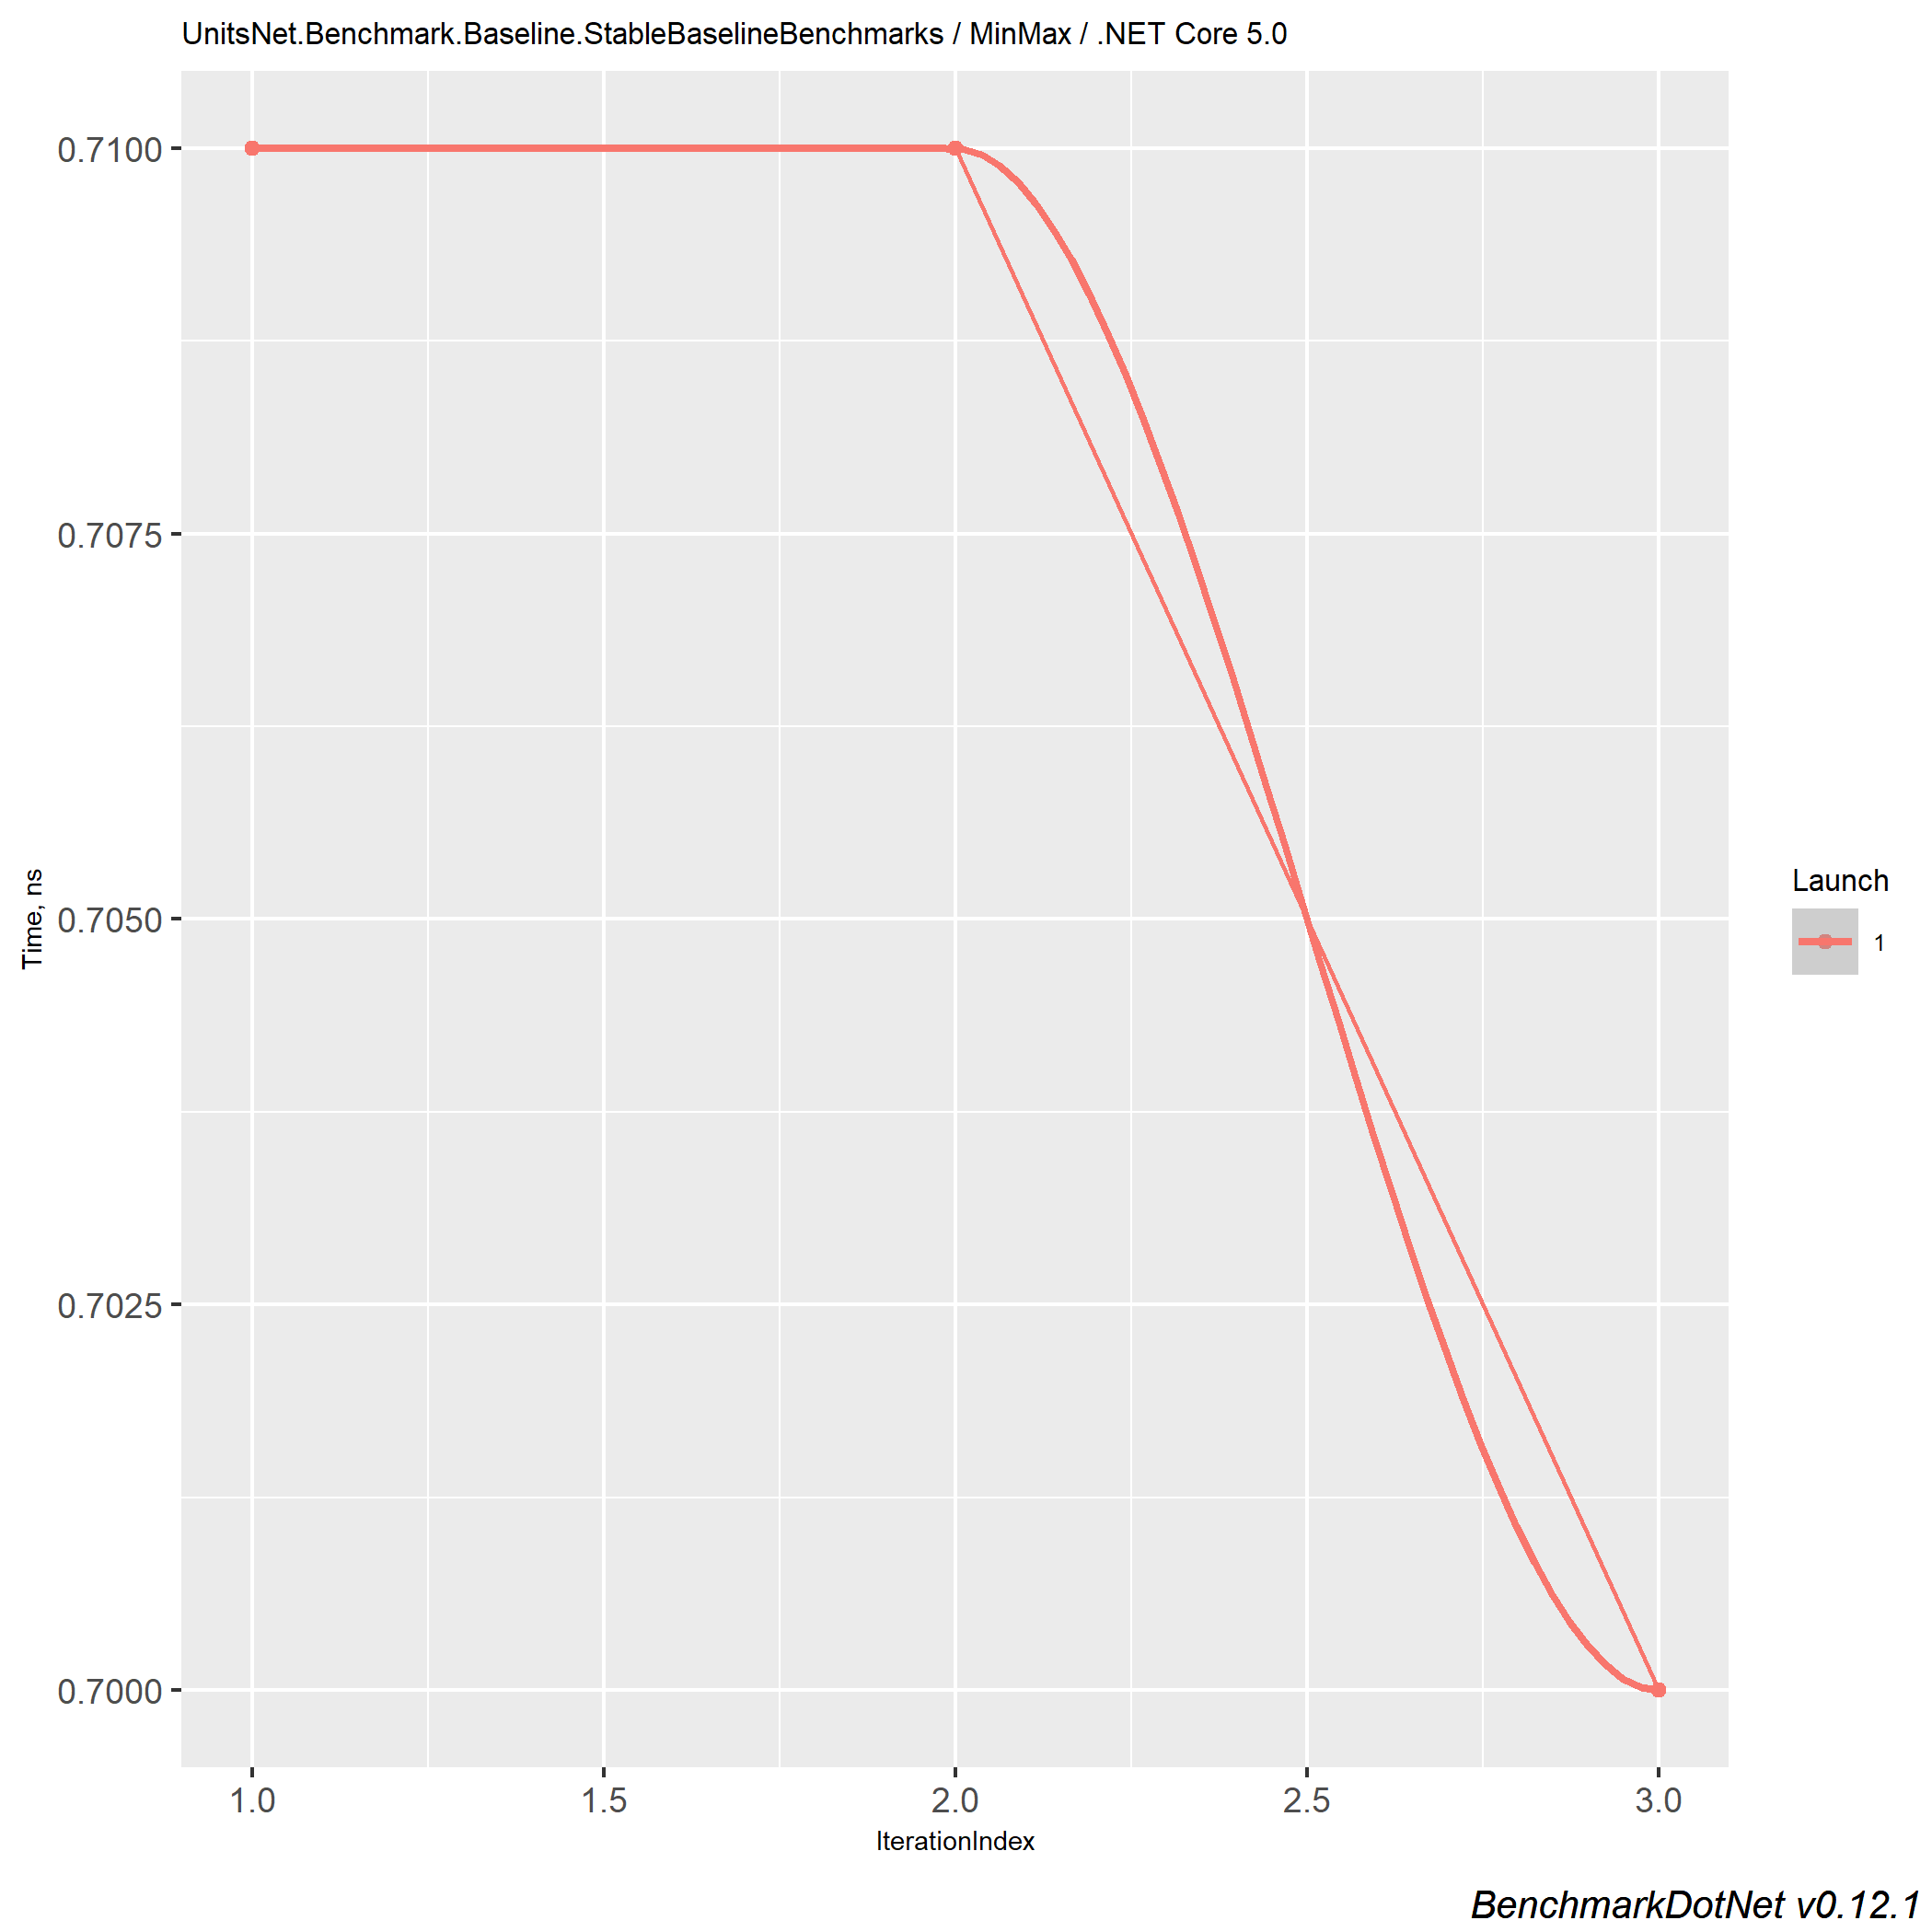 UnitsNet.Benchmark.Baseline.StableBaselineBenchmarks / MinMax / .NET Core 5.0
Time, ns
0.7100
0.7075
0.7050
0.7025
0.7000
1.0 1.5 2.0 2.5 3.0
IterationIndex
Launch
1
BenchmarkDotNet v0.12.1